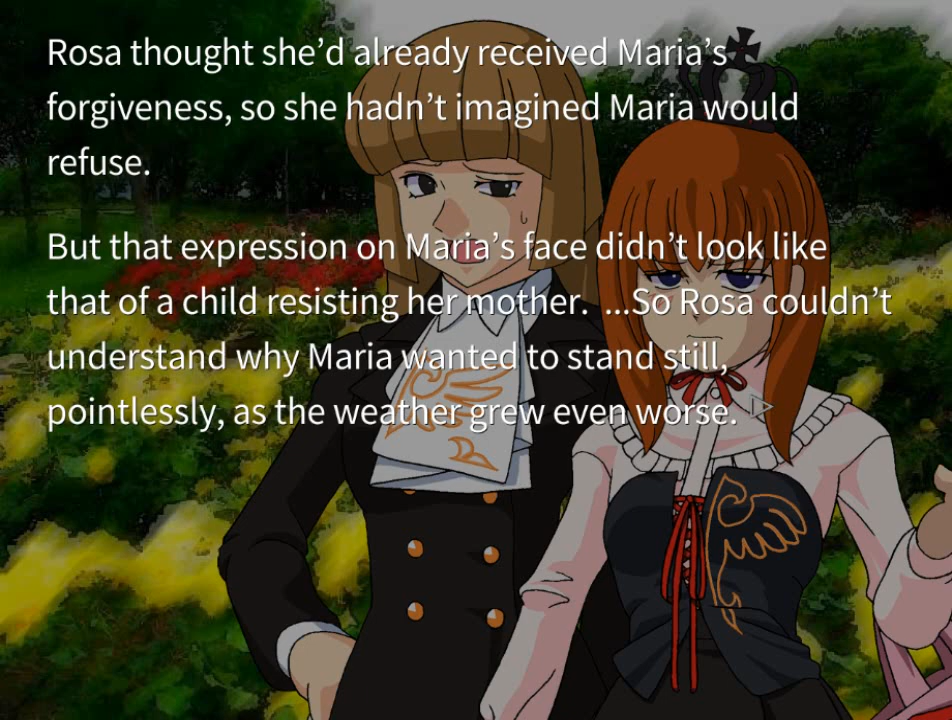 Rosa thought she’d already received Maria’s
forgiveness, so she hadn’t imagined Maria would
refuse.
But that expression on Maria’s face didn’t look like
that of a child resisting her mother.  ...So Rosa couldn’t
understand why Maria wanted to stand still,
pointlessly, as the weather grew even worse.